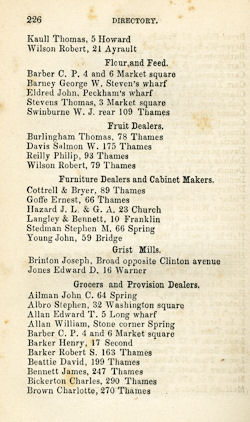 226 DIRECTORY.
Kaull Thomas, 5 Howard
Wilson Robert, 21 Ayrault
Flour and Feed.
Barber C. P. 4 and 6 Market square
Barney George W. Steven's wharf
Eldred John, Peckham's wharf
Stevens Thomas, 3 Market square
Swinburne W. J. rear 109 Thames
Fruit Dealers.
Burlingham Thomas, 78 Thames
Davis Salmon W. 175 Thames
Reilly Philip, 93 Thames
Wilson Robert, 79 Thames
Furniture Dealers and Cabinet Makers.
Cottrell & Bryer, 89 Thames
Goffe Ernest, 66 Thames
Hazard J. L. & G. A. 23 Church
Langley & Bennett, 10 Franklin
Stedman Stephen M. 66 Spring
Young John, 59 Bridge
Grist Mills.
Brinton Joseph, Broad opposite Clinton avenue
Jones Edward D. 16 Warner
Grocers and Provision Dealers.
Ailman John C. 64 Spring
Albro Stephen, 32 Washington square
Allan Edward T. 5 Long wharf
Allan William, Stone corner Spring
Barber C. P. 4 and 6 Market square
Barker Henry, 17 Second
Barker Robert S. 163 Thames
Beattie David, 199 Thames
Bennett James, 247 Thames
Bickerton Charles, 290 Thames
Brown Charlotte, 270 Thames